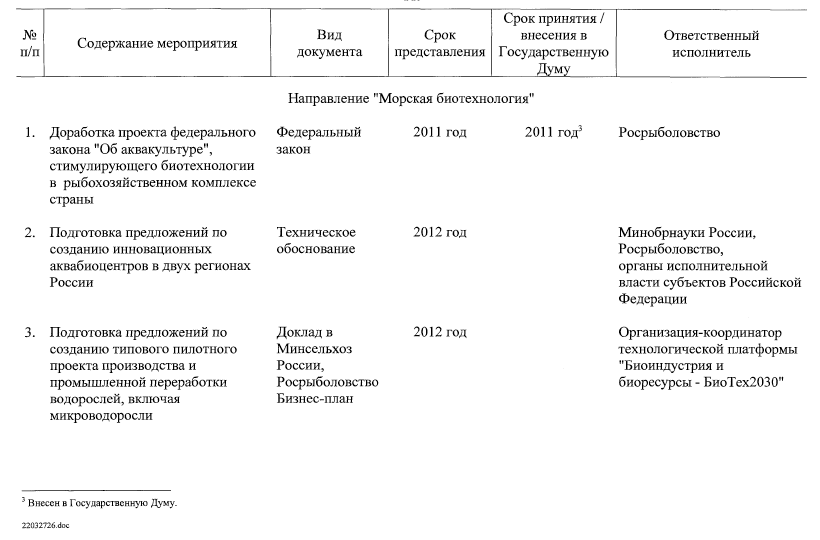 № п/п
Содержание мероприятия
Вид документа
Срок представления
Срок принятия / внесения в Государственную Думу
Ответственный исполнитель
Направление "Морская биотехнология"
1.
Доработка проекта федерального
закона "Об аквакультуре",
стимулирующего биотехнологии
в рыбохозяйственном комплексе
страны
Федеральный
закон
2011 год
2011 год³
Росрыболовство
2.
Подготовка предложений по
созданию инновационных
аквабиоцентров в двух регионах
России
Техническое
обоснование
2012 год
Минобрнауки России,
Росрыболовство,
органы исполнительной
власти субъектов Российской
Федерации
3.
Подготовка предложений по
созданию типового пилотного
проекта производства и
промышленной переработки
водорослей, включая
микроводоросли
Доклад в
Минсельхоз
России,
Росрыболовство
Бизнес-план
2012 год
Организация-координатор
технологической платформы
"Биоиндустрия и
биоресурсы - БиоТех2030"
³ Внесен в Государственную Думу.
22032726.doc